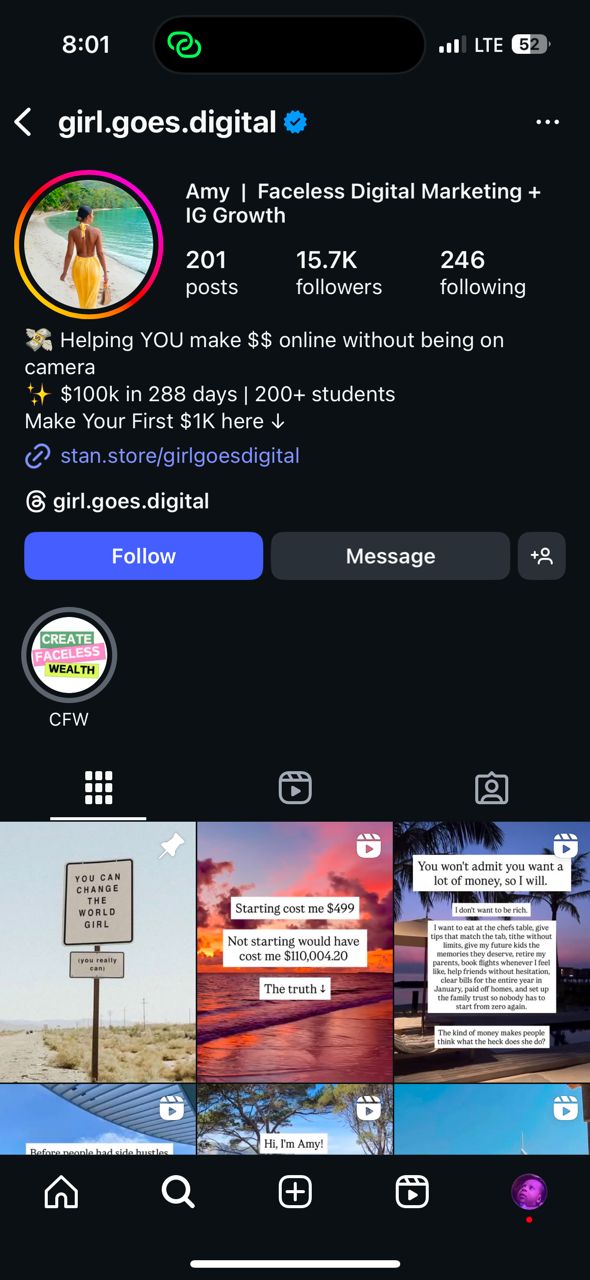 8:01
LTE 52
girl.goes.digital
Amy | Faceless Digital Marketing +
IG Growth
201
posts
15.7K
followers
246
following
💸 Helping YOU make $$ online without being on
camera
✨ $100k in 288 days | 200+ students
Make Your First $1K here ↓
stan.store/girlgoesdigital
girl.goes.digital
Follow
Message
CREATE
FACELESS
WEALTH
CFW
YOU CAN
CHANGE
THE
WORLD
GIRL
(you really
can)
Starting cost me $499
Not starting would have
cost me $110,004.20
The truth ↓
You won't admit you want a
lot of money, so I will.
I don't want to be rich.
I want to eat at the chefs table, give
tips that match the tab, tithe without
limits, give my future kids the
memories they deserve, retire my
parents, book flights whenever I feel
like, help friends without hesitation,
clear bills for the entire year in
January, paid off homes, and set up
the family trust so nobody has to
start from zero again.
The kind of money makes people
think what the heck does she do?
Before people had side hustles
Hi, I'm Amy!